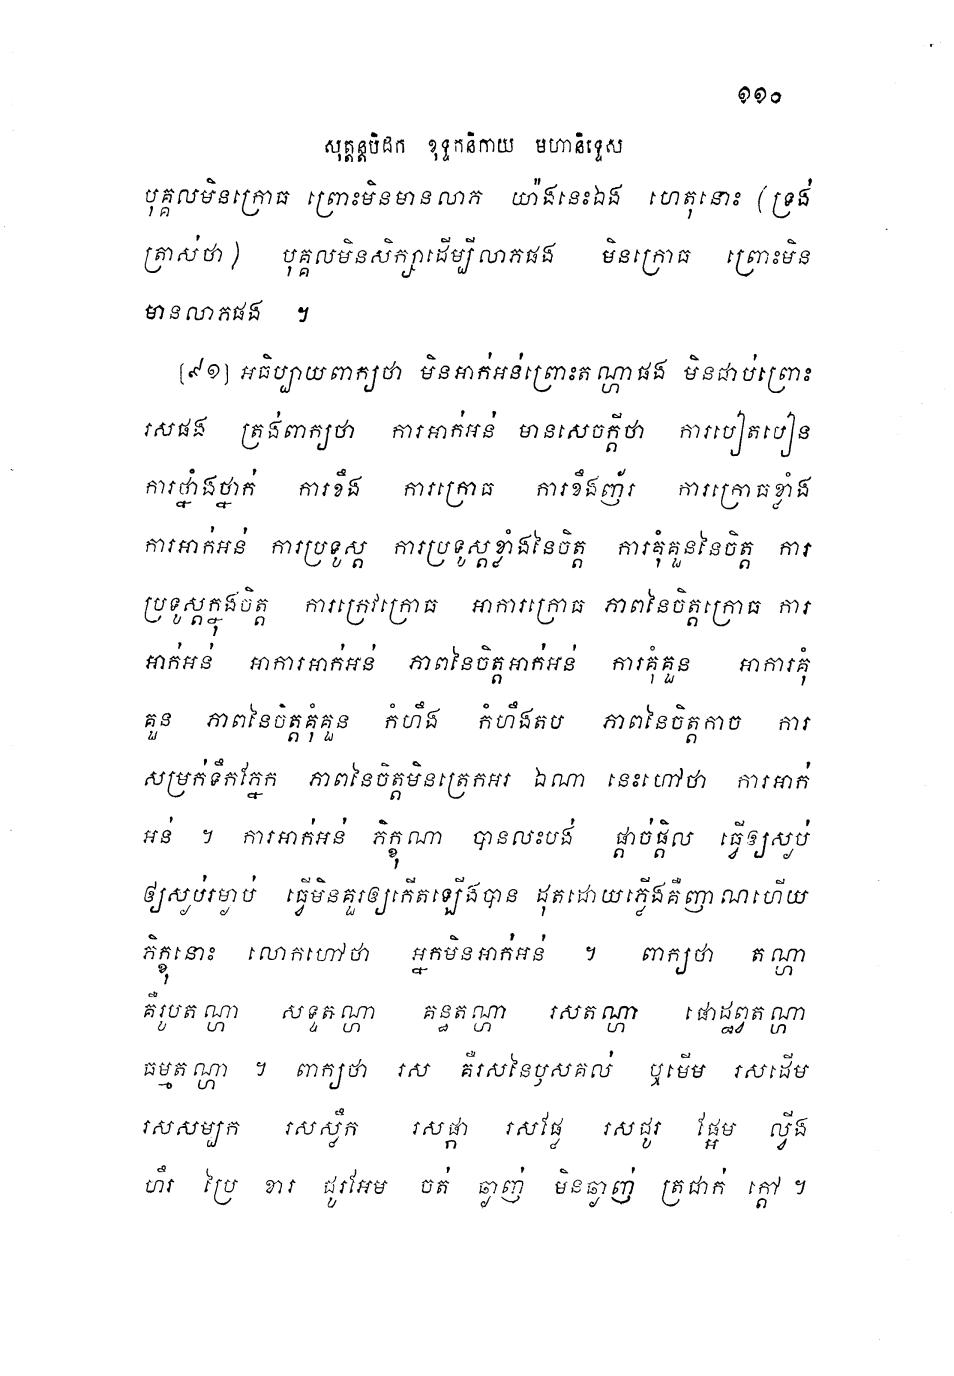 ១១០
សុត្តន្តបិដក ខុទ្ទកនិកាយ មហានិទ្ទេស
បុគ្គលមិនក្រោធ ព្រោះមិនមានលាភ យ៉ាងនេះឯង ហេតុនោះ (ទ្រង់
ត្រាស់ថា) បុគ្គលមិនសិក្សាដើម្បីលាភផង មិនក្រោធ ព្រោះមិន
មានលាភផង ។
[៩១] អធិប្បាយពាក្យថា មិនអាក់អន់ព្រោះតណ្ហាផង មិនជាប់ព្រោះ
រសផង ត្រង់ពាក្យថា ការអាក់អន់ មានសេចក្តីថា ការបៀតបៀន
ការថ្នាំងថ្នាក់ ការខឹង ការក្រោធ ការខឹងញ័រ ការក្រោធខ្លាំង
ការអាក់អន់ ការប្រទូស្ត ការប្រទូស្តខ្លាំងនៃចិត្ត ការគុំគួននៃចិត្ត ការ
ប្រទូស្តក្នុងចិត្ត ការក្រេវក្រោធ អាការក្រោធ ភាពនៃចិត្តក្រោធ ការ
អាក់អន់ អាការអាក់អន់ ភាពនៃចិត្តអាក់អន់ ការគុំគួន អាការគុំ
គួន ភាពនៃចិត្តគុំគួន កំហឹង កំហឹងតប ភាពនៃចិត្តកាច ការ
សម្រក់ទឹកភ្នែក ភាពនៃចិត្តមិនត្រេកអរ ឯណា នេះហៅថា ការអាក់
អន់ ។ ការអាក់អន់ ភិក្ខុណា បានលះបង់ ផ្តាច់ផ្តិល ធ្វើឲ្យស្ងប់
ឲ្យស្ងប់រម្ងាប់ ធ្វើមិនគួរឲ្យកើតឡើងបាន ដុតដោយភ្លើងគឺញាណហើយ
ភិក្ខុនោះ លោកហៅថា អ្នកមិនអាក់អន់ ។ ពាក្យថា តណ្ហា
គឺរូបតណ្ហា សទ្ទតណ្ហា គន្ធតណ្ហា រសតណ្ហា ផោដ្ឋព្វតណ្ហា
ធម្មតណ្ហា ។ ពាក្យថា រស គឺរសនៃឫសគល់ ឬមើម រសដើម
រសសម្បក រសស្លឹក រសផ្កា រសផ្លែ រសជូរ ផ្អែម ល្វីង
ហឹរ ប្រៃ ខារ ជូរអែម ចត់ ឆ្ងាញ់ មិនឆ្ងាញ់ ត្រជាក់ ក្តៅ ។